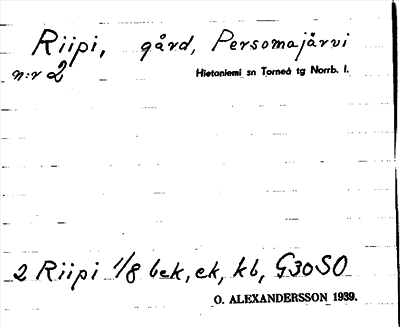 Riipi, gård, Persomajärvi
n:r 2
Hietaniemi sn Torneå tg Norrb. l.
2 Riipi 1/8 bek, ek, kb, G30SO
O. ALEXANDERSSON 1939.